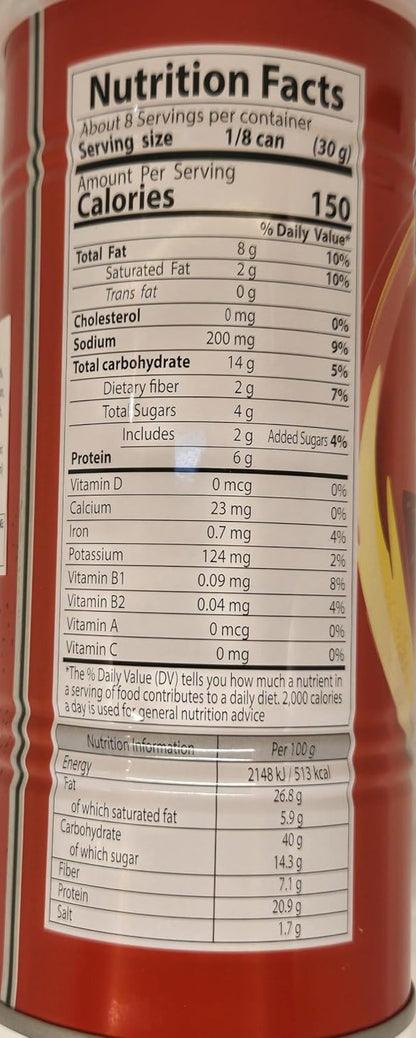 Nutrition Facts
About 8 Servings per container
Serving size 1/8 can (30 g)
Amount Per Serving
Calories 150
% Daily Value*
Total Fat 8 g 10%
Saturated Fat 2 g 10%
Trans fat 0 g
Cholesterol 0 mg 0%
Sodium 200 mg 9%
Total carbohydrate 14 g 5%
Dietary fiber 2 g 7%
Total Sugars 4 g
Includes 2 g Added Sugars 4%
Protein 6 g
Vitamin D 0 mcg 0%
Calcium 23 mg 0%
Iron 0.7 mg 4%
Potassium 124 mg 2%
Vitamin B1 0.09 mg 8%
Vitamin B2 0.04 mg 4%
Vitamin A 0 mcg 0%
Vitamin C 0 mg 0%
*The % Daily Value (DV) tells you how much a nutrient in
a serving of food contributes to a daily diet. 2,000 calories
a day is used for general nutrition advice
Nutrition Information Per 100 g
Energy 2148 kJ / 513 kcal
Fat 26.8 g
of which saturated fat 5.9 g
Carbohydrate 40 g
of which sugar 14.3 g
Fiber 7.1 g
Protein 20.9 g
Salt 1.7 g